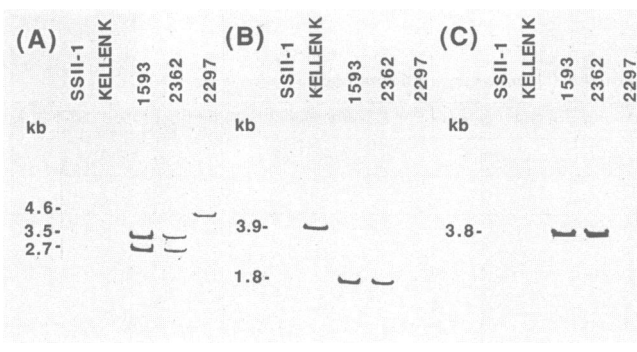 (A)
SSII-1
KELLEN K
1593
2362
2297
kb
4.6-
3.5-
2.7-
(B)
SSII-1
KELLEN K
1593
2362
2297
kb
3.9-
1.8-
(C)
SSII-1
KELLEN K
1593
2362
2297
kb
3.8-